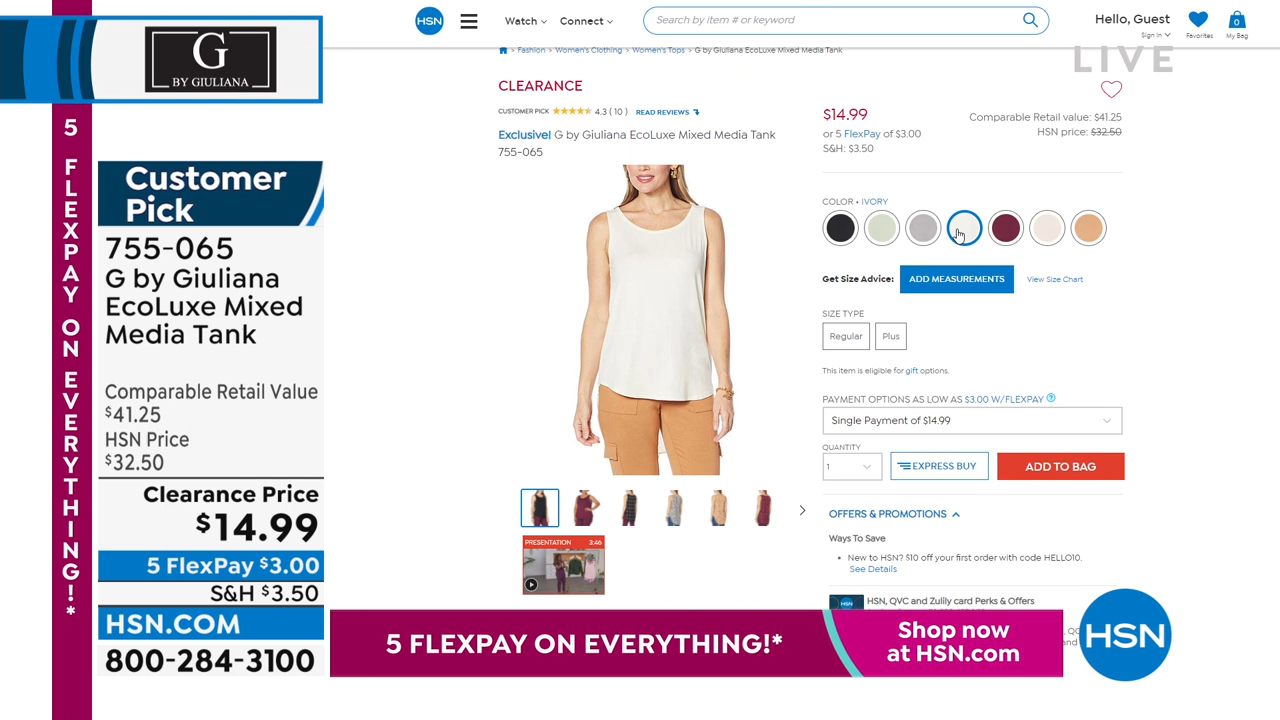 G
BY GIULIANA
5 FLEXPAY ON EVERYTHING!*
Customer
Pick
755-065
G by Giuliana
EcoLuxe Mixed
Media Tank
Comparable Retail Value
$41.25
HSN Price
$32.50
Clearance Price
$14.99
5 FlexPay $3.00
S&H $3.50
HSN.COM
800-284-3100
HSN
Watch
Connect
Search by item # or keyword
Hello, Guest
Sign in
Favorites
0
My Bag
LIVE
> Fashion > Women's Clothing > Women's Tops > G by Giuliana EcoLuxe Mixed Media Tank
CLEARANCE
CUSTOMER PICK 4.3 ( 10 ) READ REVIEWS
Exclusive! G by Giuliana EcoLuxe Mixed Media Tank
755-065
PRESENTATION 3:46
$14.99
or 5 FlexPay of $3.00
S&H: $3.50
Comparable Retail value: $41.25
HSN price: $32.50
COLOR • IVORY
Get Size Advice:
ADD MEASUREMENTS
View Size Chart
SIZE TYPE
Regular
Plus
This item is eligible for gift options.
PAYMENT OPTIONS AS LOW AS $3.00 W/FLEXPAY ?
Single Payment of $14.99
QUANTITY
1
EXPRESS BUY
ADD TO BAG
OFFERS & PROMOTIONS
Ways To Save
• New to HSN? $10 off your first order with code HELLO10.
See Details
HSN
HSN, QVC and Zulily card Perks & Offers
5 FLEXPAY ON EVERYTHING!*
Shop now
at HSN.com
HSN